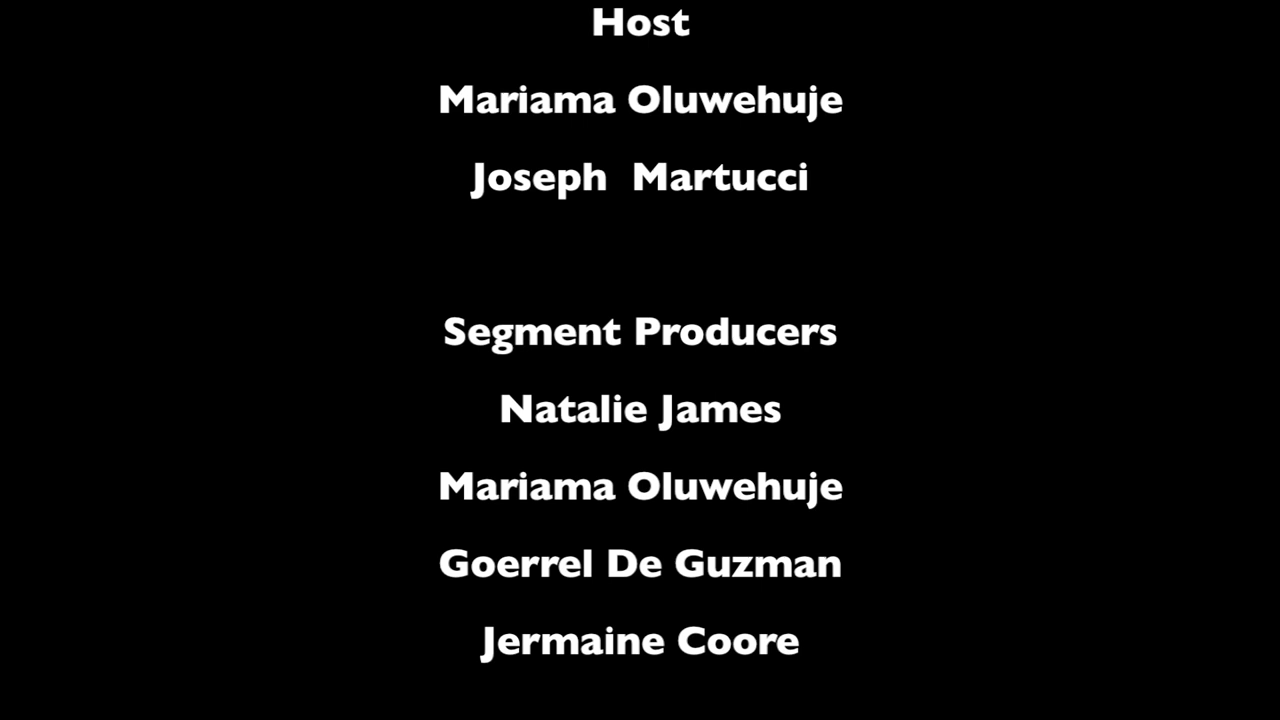 Host
Mariama Oluwehuje
Joseph  Martucci
Segment Producers
Natalie James
Mariama Oluwehuje
Goerrel De Guzman
Jermaine Coore